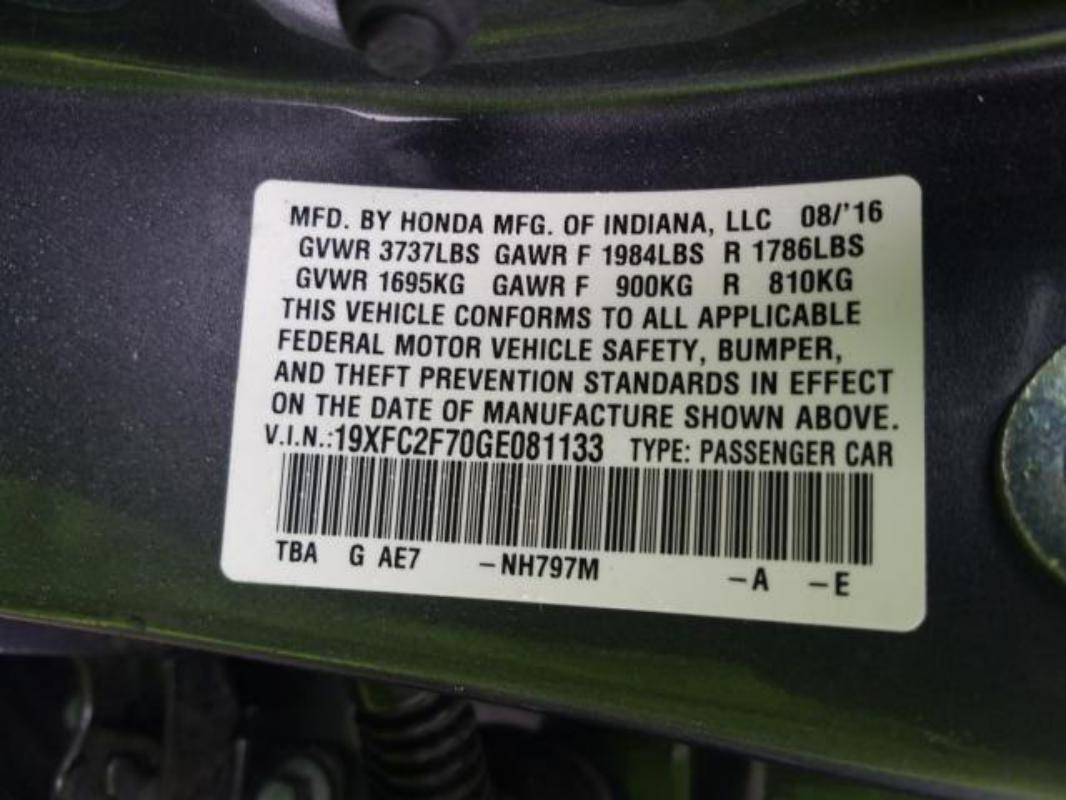 MFD. BY HONDA MFG. OF INDIANA, LLC 08/'16
GVWR 3737LBS GAWR F 1984LBS R 1786LBS
GVWR 1695KG GAWR F 900KG R 810KG
THIS VEHICLE CONFORMS TO ALL APPLICABLE
FEDERAL MOTOR VEHICLE SAFETY, BUMPER,
AND THEFT PREVENTION STANDARDS IN EFFECT
ON THE DATE OF MANUFACTURE SHOWN ABOVE.
V.I.N.:19XFC2F70GE081133 TYPE: PASSENGER CAR
TBA G AE7 –NH797M –A –E